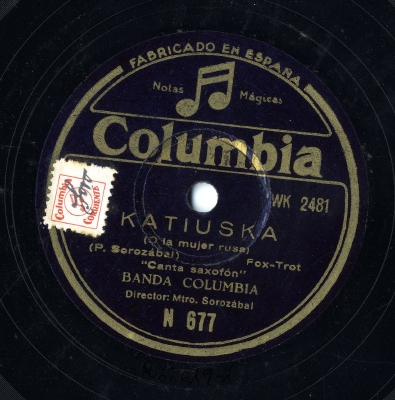 FABRICADO EN ESPAÑA
Notas Mágicas
Columbia
WK 2481
KATIUSKA
(O la mujer rusa)
(P. Sorozábal) Fox-Trot
"Canta saxofón"
BANDA COLUMBIA
Director: Mtro. Sorozábal
N 677
Columbia